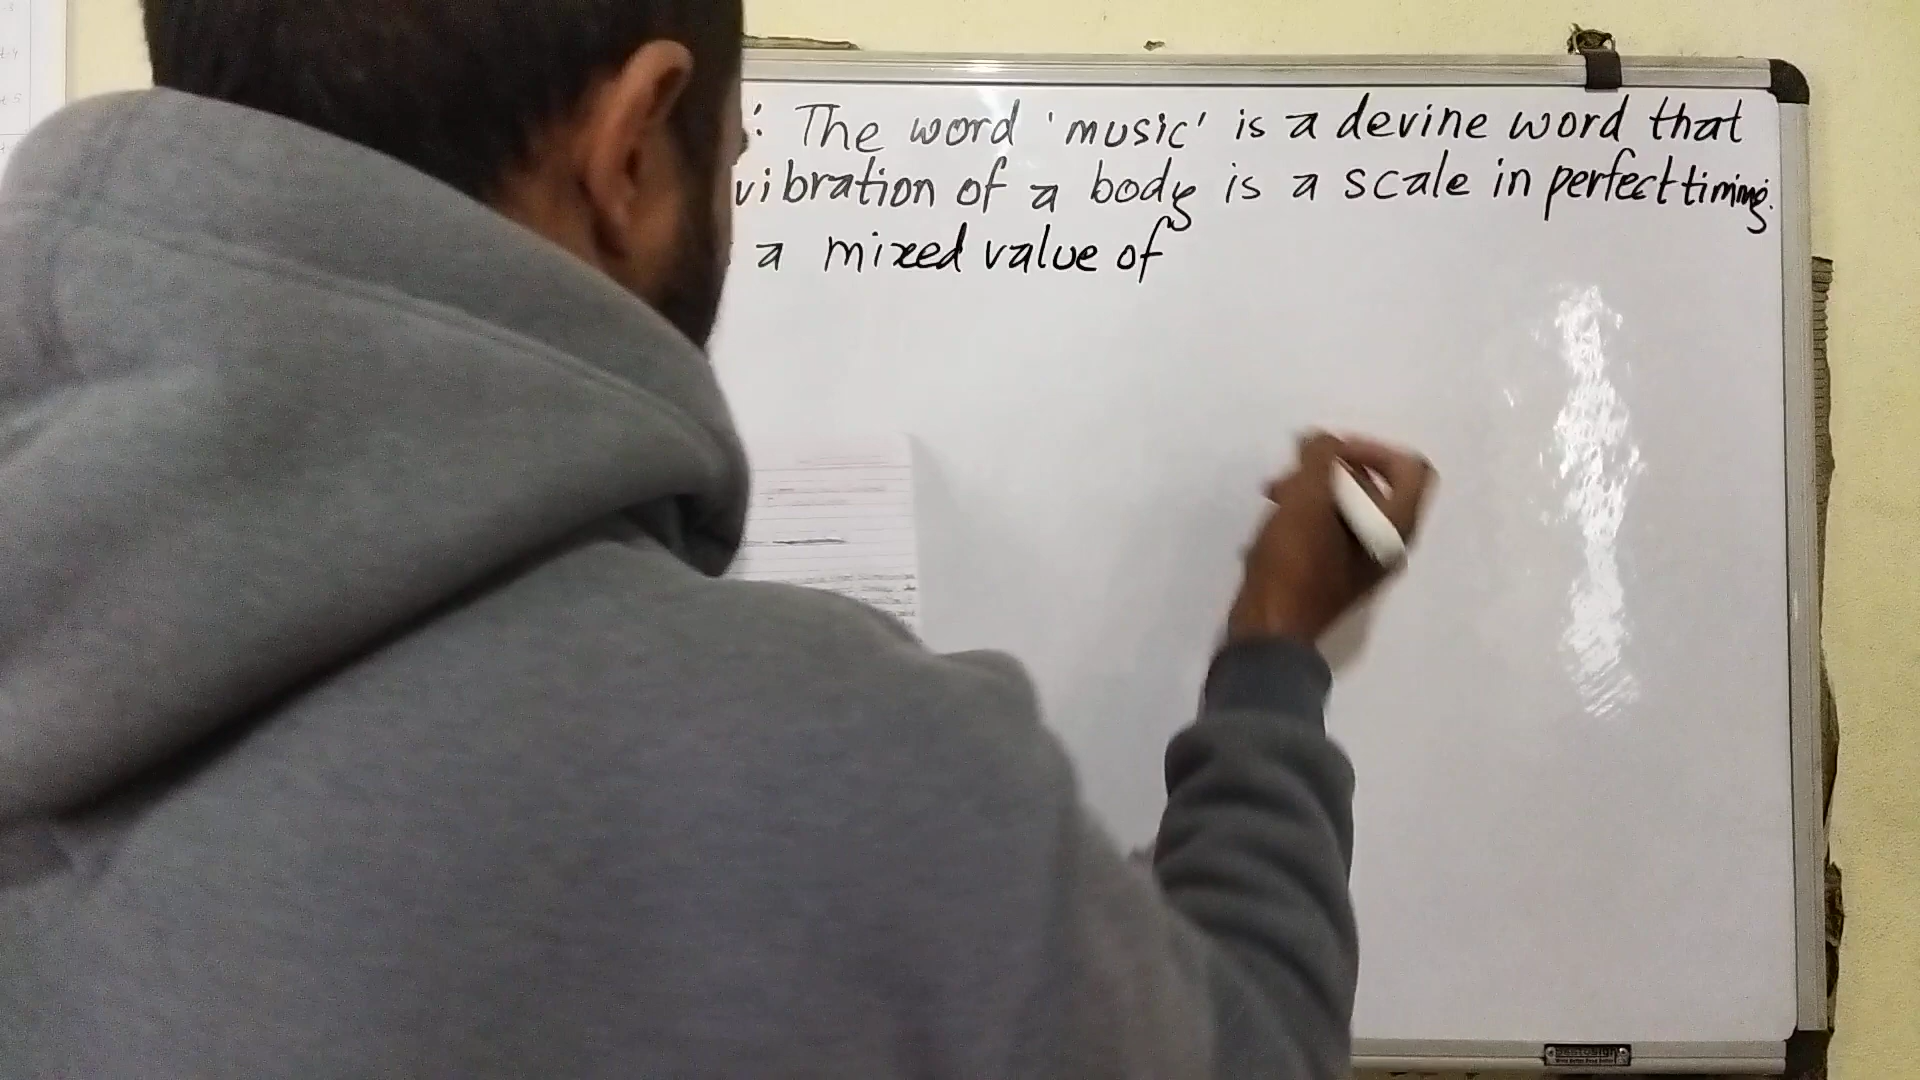 : The word 'music' is a devine word that
vibration of a body is a scale in perfect timing.
a mixed value of